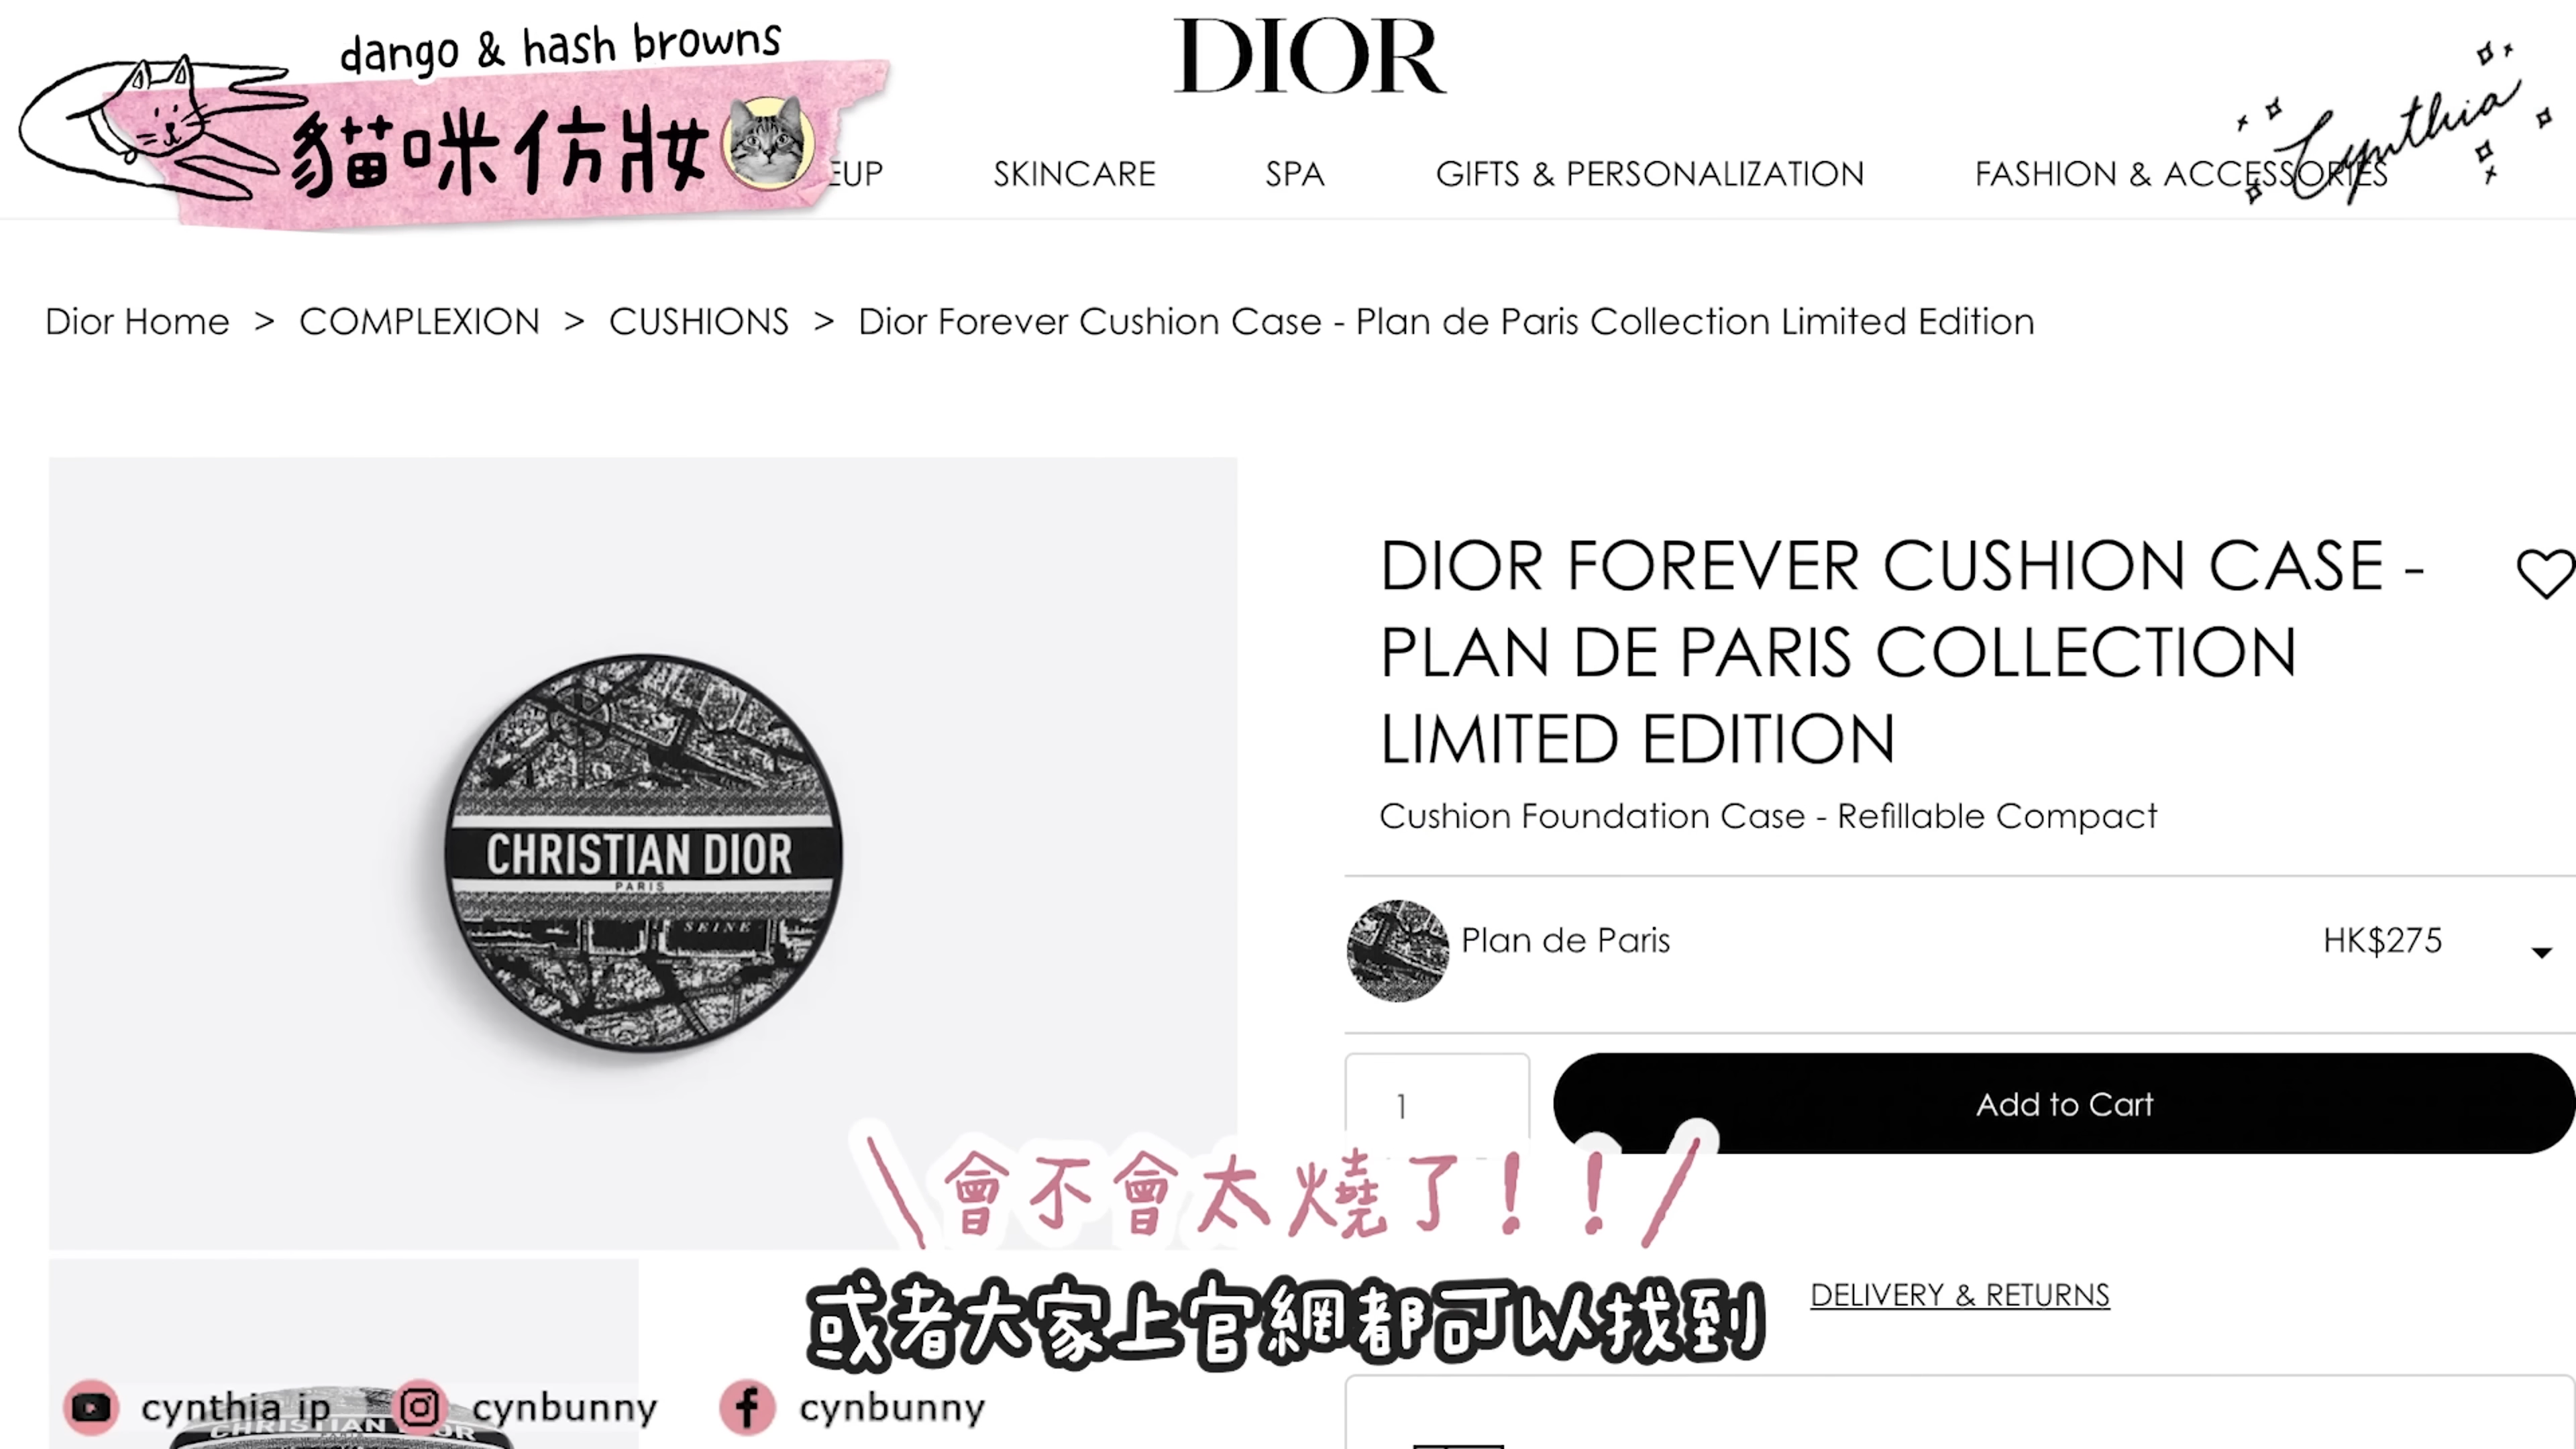 dango & hash browns
貓咪仿妝
DIOR
Cynthia
EUP
SKINCARE
SPA
GIFTS & PERSONALIZATION
FASHION & ACCESSORIES
Dior Home > COMPLEXION > CUSHIONS > Dior Forever Cushion Case - Plan de Paris Collection Limited Edition
CHRISTIAN DIOR
PARIS
SEINE
DIOR FOREVER CUSHION CASE -
PLAN DE PARIS COLLECTION
LIMITED EDITION
Cushion Foundation Case - Refillable Compact
Plan de Paris
HK$275
1
Add to Cart
\會不會太燒了！！/
DELIVERY & RETURNS
或者大家上官網都可以找到
cynthia ip
cynbunny
cynbunny
CHRISTIAN DIOR